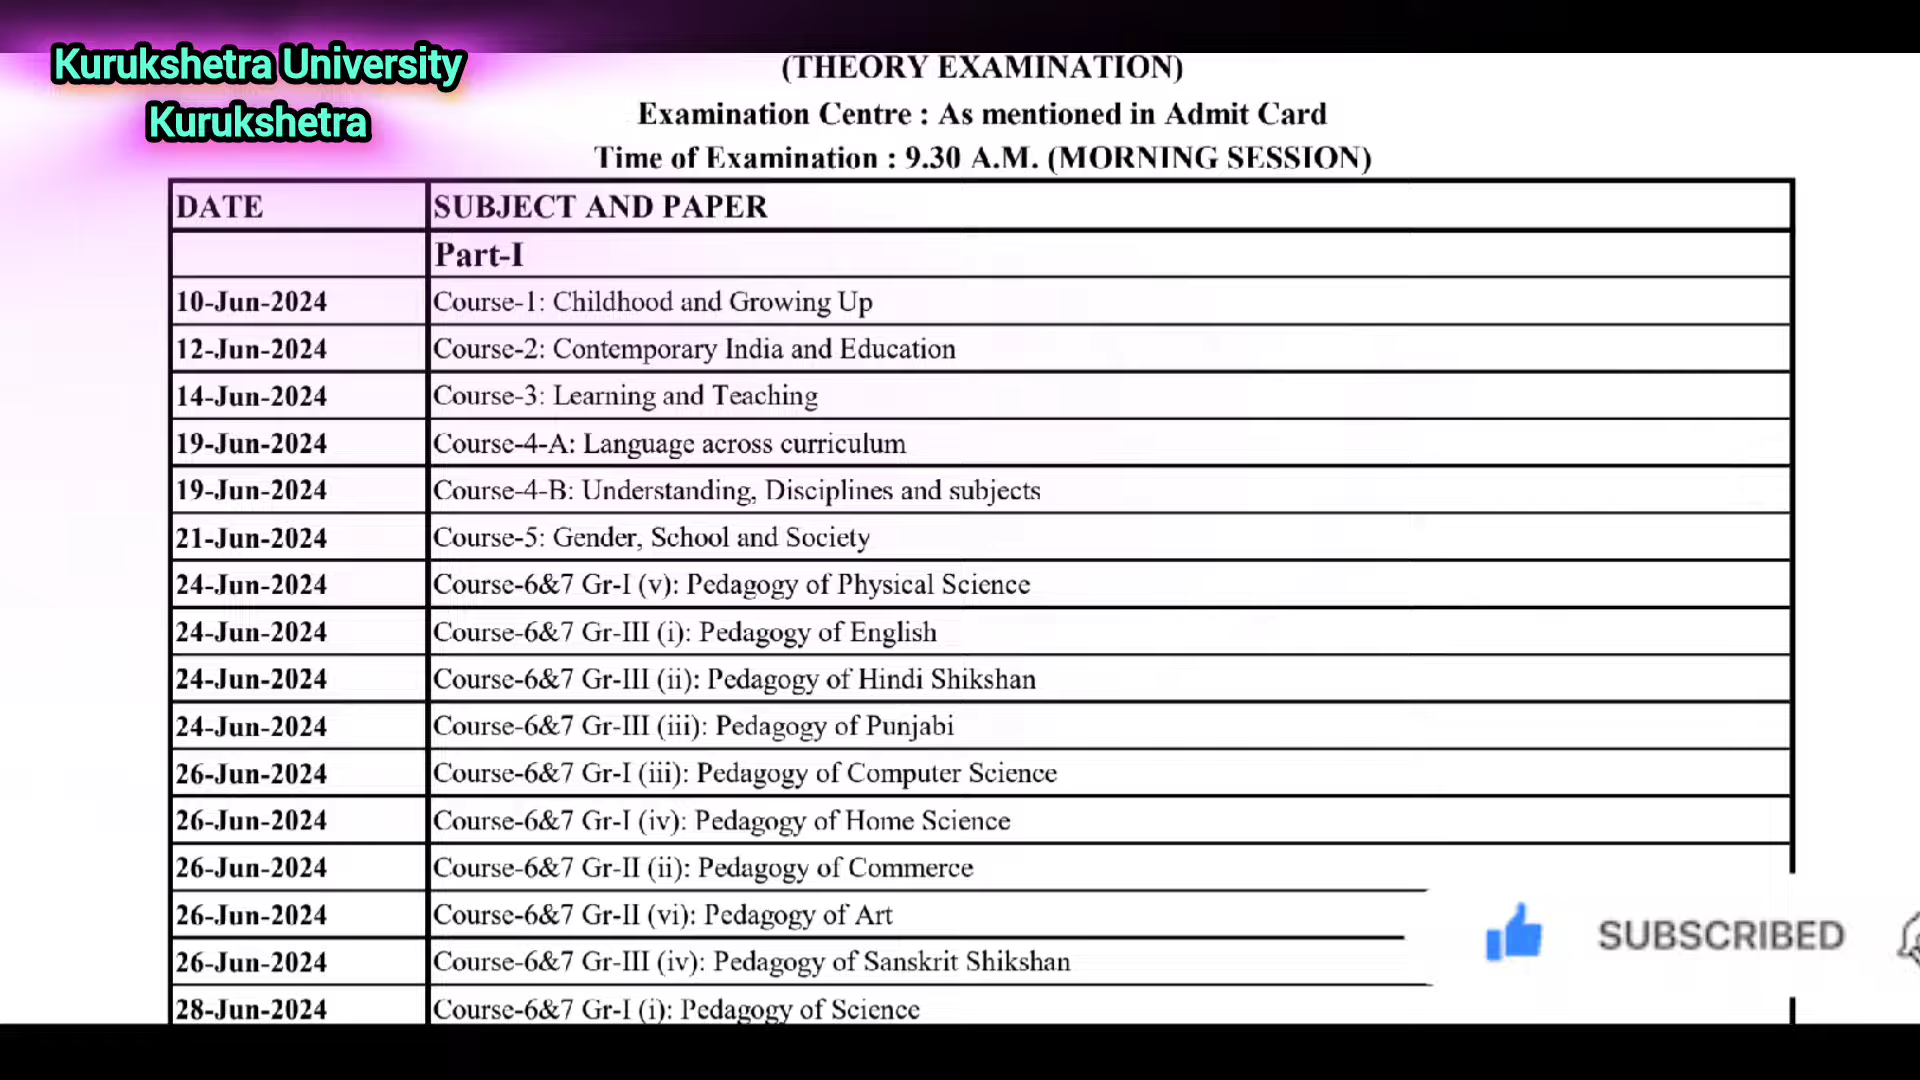 Kurukshetra University
Kurukshetra
(THEORY EXAMINATION)
Examination Centre : As mentioned in Admit Card
Time of Examination : 9.30 A.M. (MORNING SESSION)
DATE SUBJECT AND PAPER
Part-I
10-Jun-2024 Course-1: Childhood and Growing Up
12-Jun-2024 Course-2: Contemporary India and Education
14-Jun-2024 Course-3: Learning and Teaching
19-Jun-2024 Course-4-A: Language across curriculum
19-Jun-2024 Course-4-B: Understanding, Disciplines and subjects
21-Jun-2024 Course-5: Gender, School and Society
24-Jun-2024 Course-6&7 Gr-I (v): Pedagogy of Physical Science
24-Jun-2024 Course-6&7 Gr-III (i): Pedagogy of English
24-Jun-2024 Course-6&7 Gr-III (ii): Pedagogy of Hindi Shikshan
24-Jun-2024 Course-6&7 Gr-III (iii): Pedagogy of Punjabi
26-Jun-2024 Course-6&7 Gr-I (iii): Pedagogy of Computer Science
26-Jun-2024 Course-6&7 Gr-I (iv): Pedagogy of Home Science
26-Jun-2024 Course-6&7 Gr-II (ii): Pedagogy of Commerce
26-Jun-2024 Course-6&7 Gr-II (vi): Pedagogy of Art
SUBSCRIBED
26-Jun-2024 Course-6&7 Gr-III (iv): Pedagogy of Sanskrit Shikshan
28-Jun-2024 Course-6&7 Gr-I (i): Pedagogy of Science